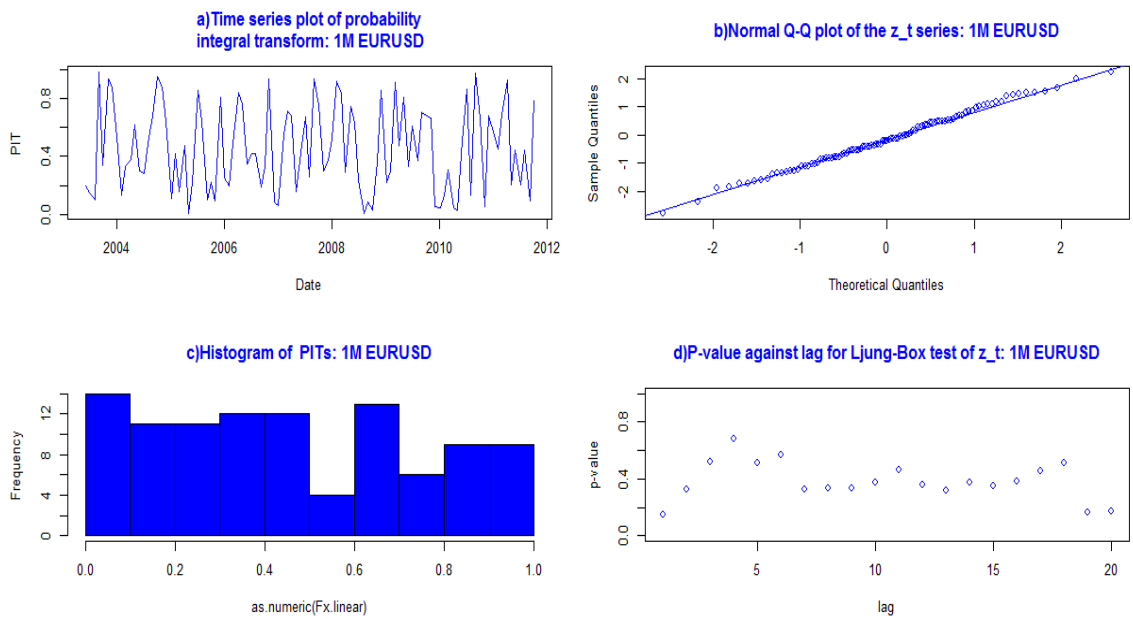 a)Time series plot of probability
integral transform: 1M EURUSD
PIT
0.0 0.4 0.8
2004 2006 2008 2010 2012
Date
b)Normal Q-Q plot of the z_t series: 1M EURUSD
Sample Quantiles
-2 -1 0 1 2
-2 -1 0 1 2
Theoretical Quantiles
c)Histogram of PITs: 1M EURUSD
Frequency
0 4 8 12
0.0 0.2 0.4 0.6 0.8 1.0
as.numeric(Fx.linear)
d)P-value against lag for Ljung-Box test of z_t: 1M EURUSD
p-value
0.0 0.4 0.8
5 10 15 20
lag